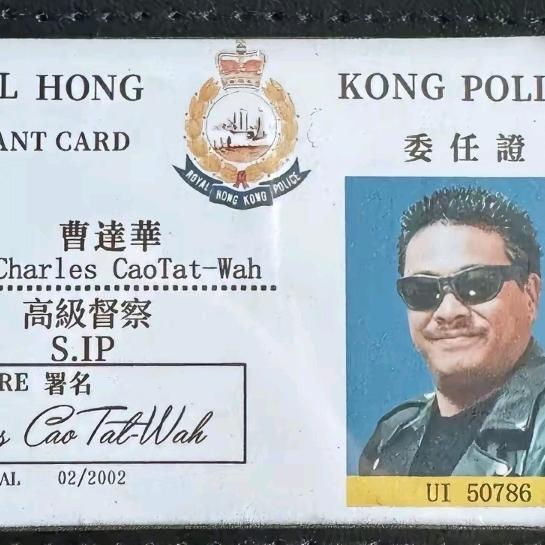 L HONG KONG POLI
ANT CARD
委任證
ROYAL HONG KONG POLICE
曹達華
Charles CaoTat-Wah
高級督察
S.IP
RE 署名
s Cao Tat-Wah
AL 02/2002
UI 50786